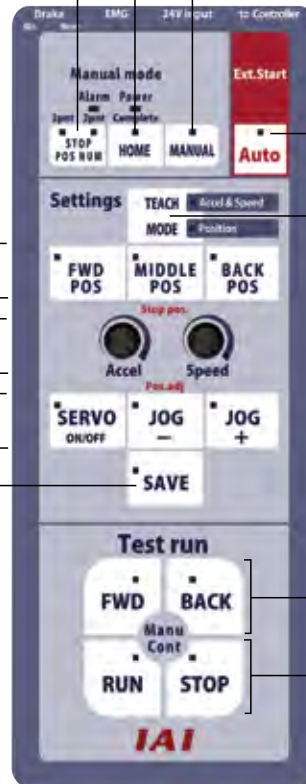 Brake EMG 24V input to Controller
Manual mode
Ext.Start
Alarm Power
2pnt 3pnt Complete
STOP
POS NUM
HOME
MANUAL
Auto
Settings
TEACH
MODE
Accel & Speed
Position
FWD
POS
MIDDLE
POS
BACK
POS
Stop pos.
Accel
Speed
Pos.adj
SERVO
ON/OFF
JOG
−
JOG
+
SAVE
Test run
FWD
BACK
Manu
Cont
RUN
STOP
IAI